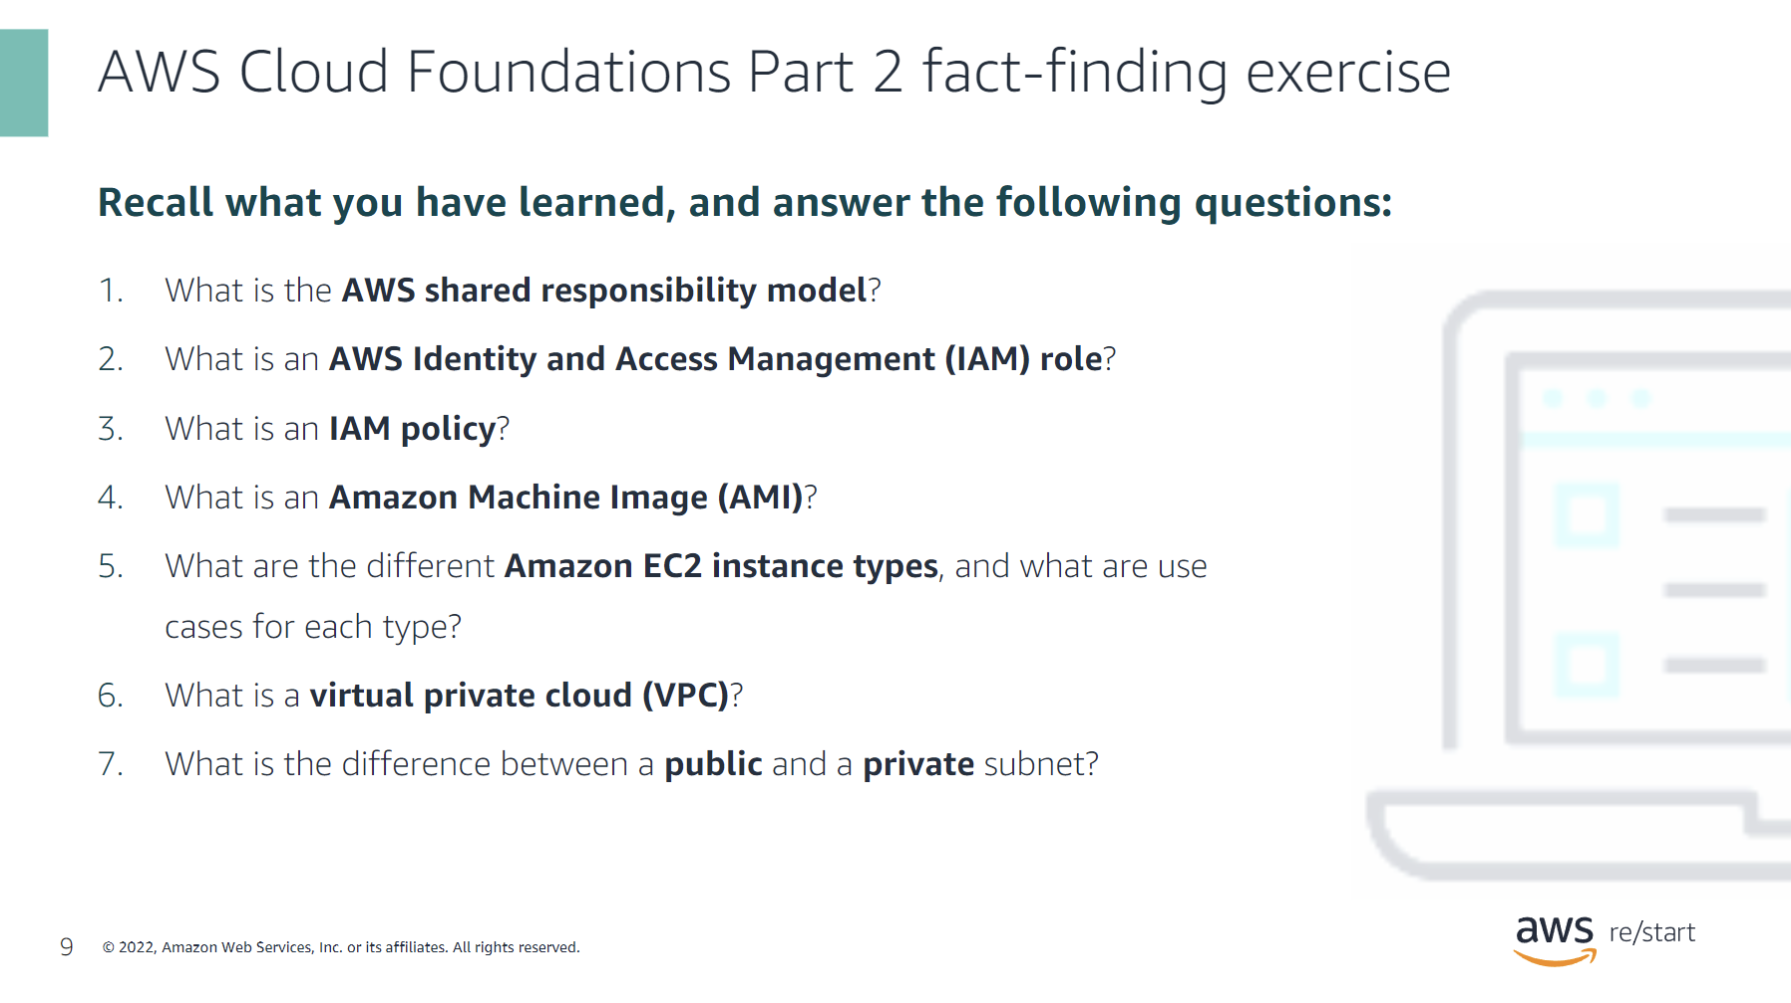 AWS Cloud Foundations Part 2 fact-finding exercise
Recall what you have learned, and answer the following questions:
1. What is the AWS shared responsibility model?
2. What is an AWS Identity and Access Management (IAM) role?
3. What is an IAM policy?
4. What is an Amazon Machine Image (AMI)?
5. What are the different Amazon EC2 instance types, and what are use
cases for each type?
6. What is a virtual private cloud (VPC)?
7. What is the difference between a public and a private subnet?
9 © 2022, Amazon Web Services, Inc. or its affiliates. All rights reserved.
aws re/start